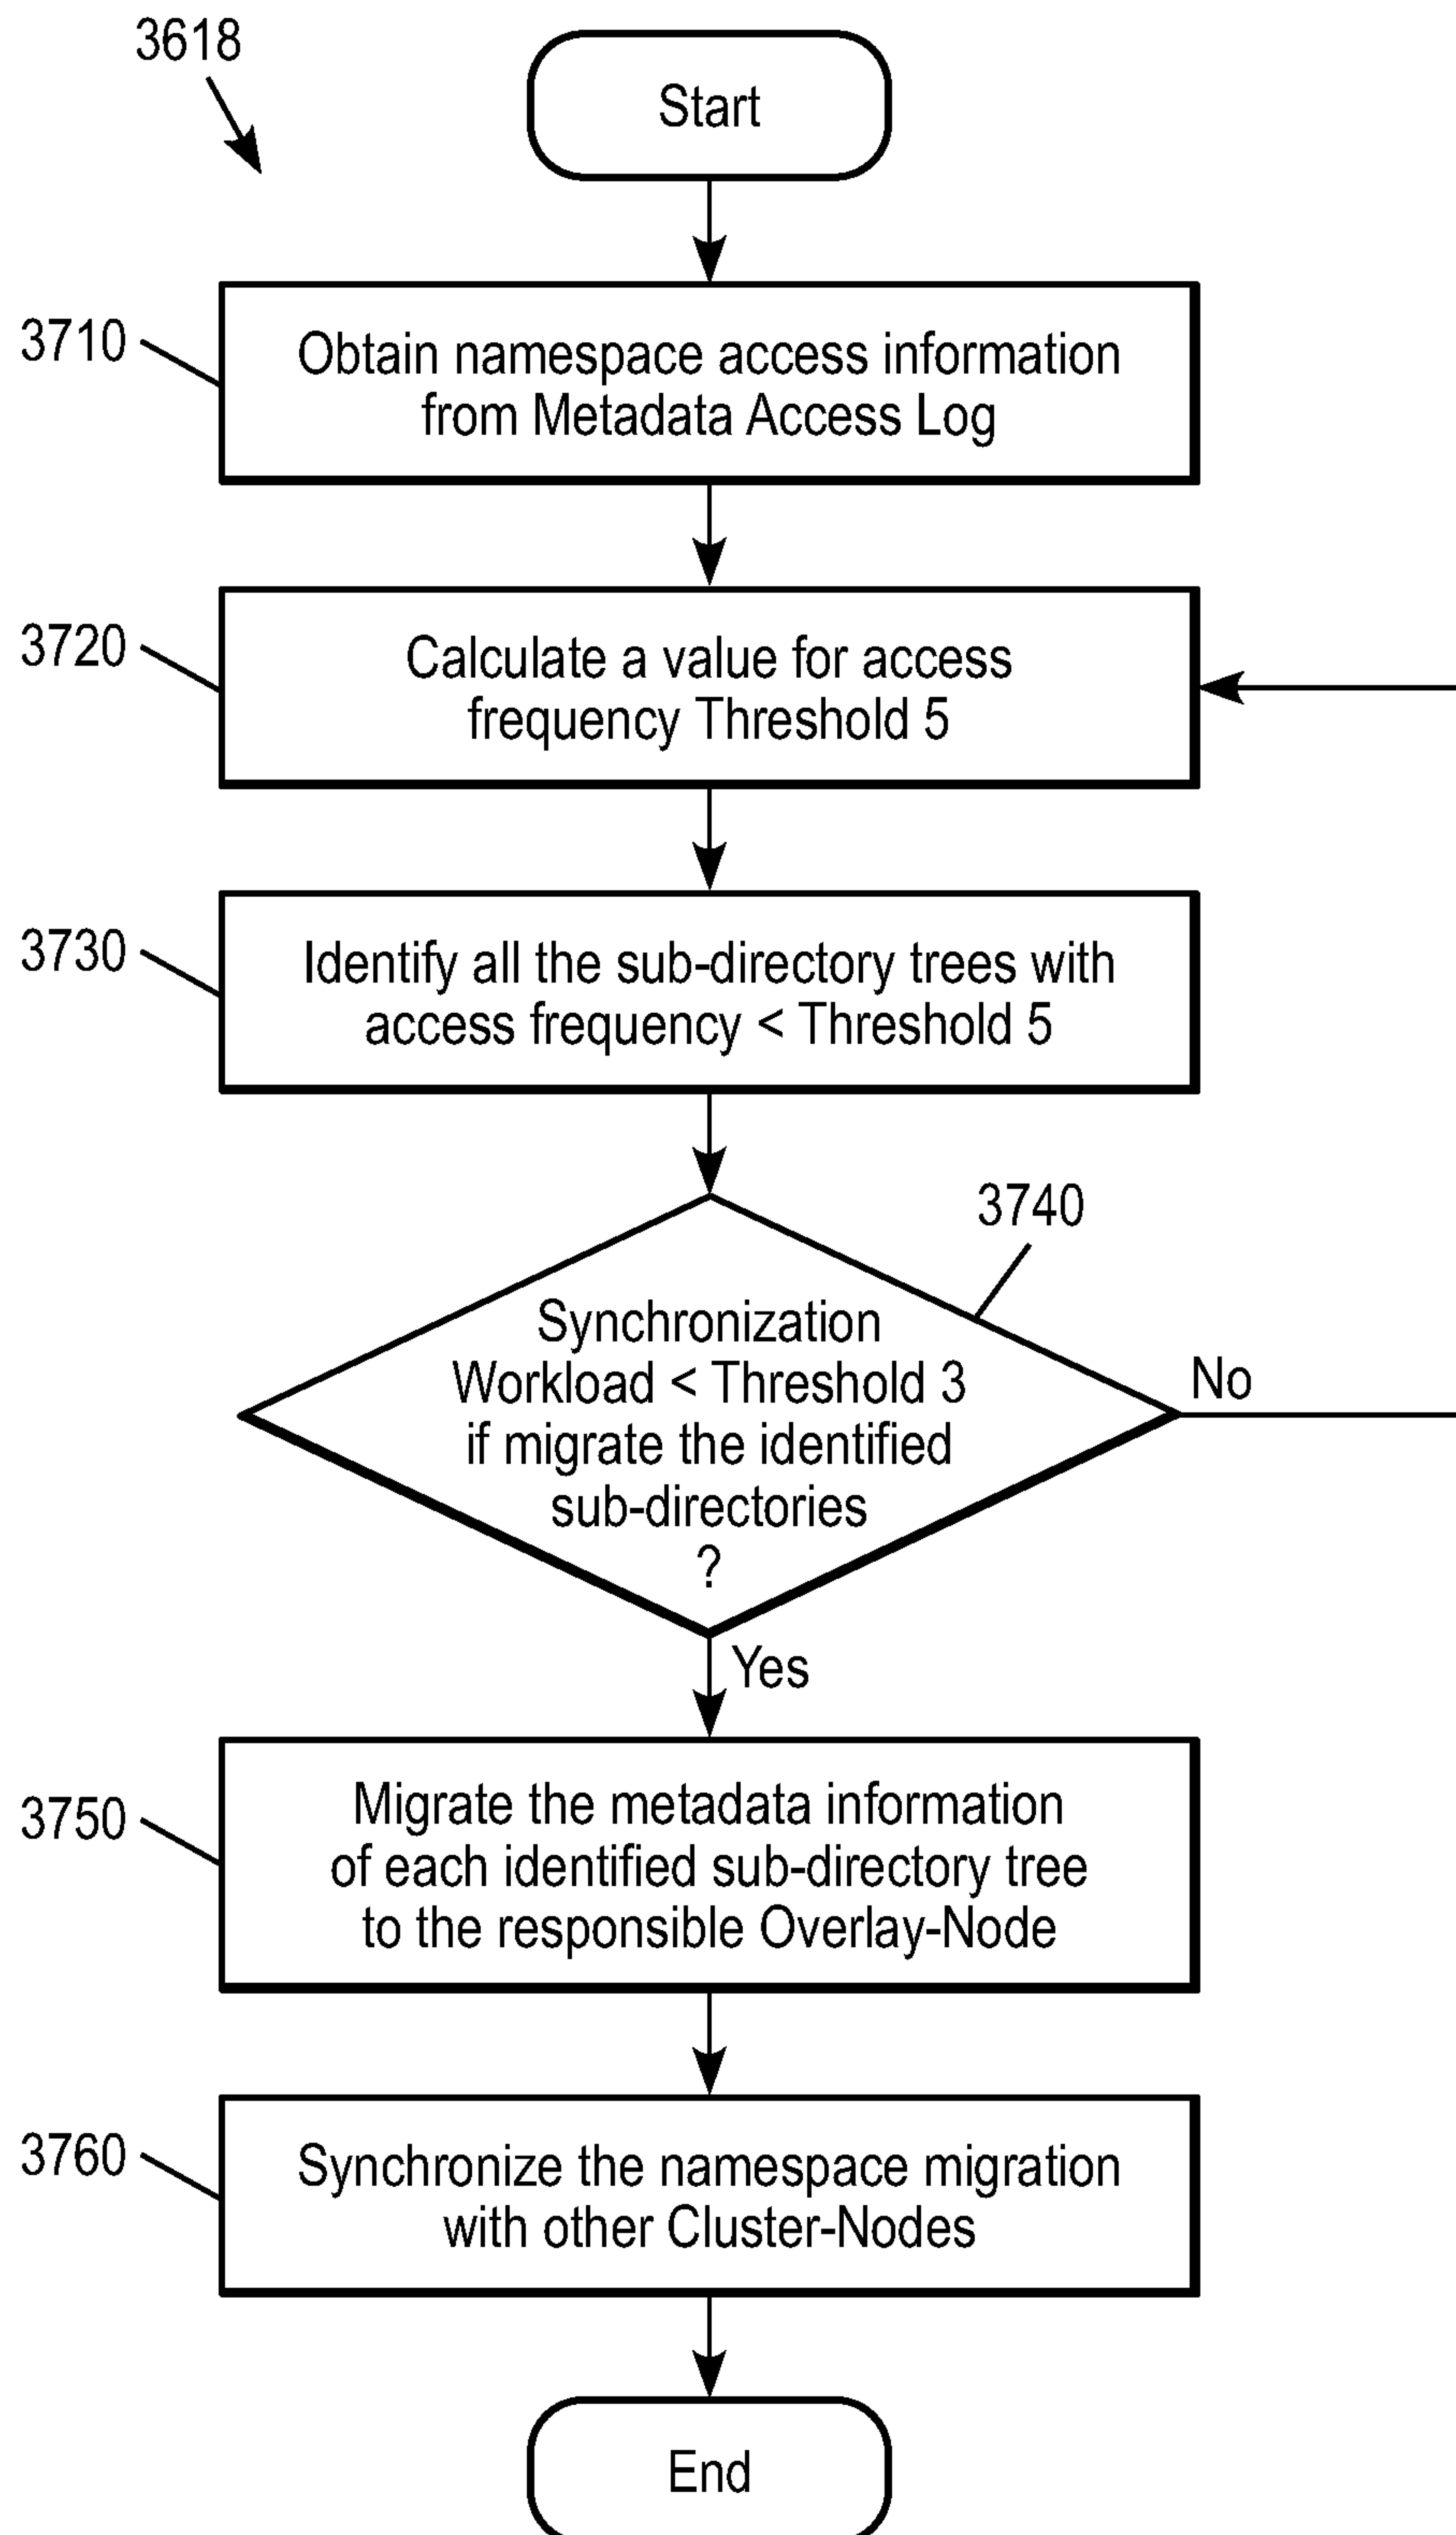 3618
Start
3710
Obtain namespace access information
from Metadata Access Log
3720
Calculate a value for access
frequency Threshold 5
3730
Identify all the sub-directory trees with
access frequency < Threshold 5
3740
Synchronization
Workload < Threshold 3
if migrate the identified
sub-directories
?
No
Yes
3750
Migrate the metadata information
of each identified sub-directory tree
to the responsible Overlay-Node
3760
Synchronize the namespace migration
with other Cluster-Nodes
End